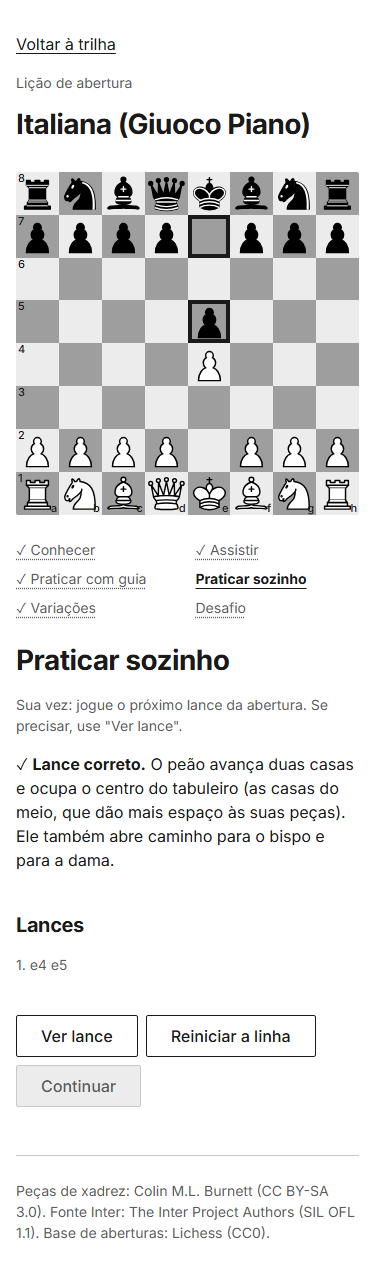 Voltar à trilha
Lição de abertura
Italiana (Giuoco Piano)
8
7
6
5
4
3
2
1
a b c d e f g h
✓ Conhecer ✓ Assistir
✓ Praticar com guia Praticar sozinho
✓ Variações Desafio
Praticar sozinho
Sua vez: jogue o próximo lance da abertura. Se
precisar, use "Ver lance".
✓ Lance correto. O peão avança duas casas
e ocupa o centro do tabuleiro (as casas do
meio, que dão mais espaço às suas peças).
Ele também abre caminho para o bispo e
para a dama.
Lances
1. e4 e5
Ver lance Reiniciar a linha
Continuar
Peças de xadrez: Colin M.L. Burnett (CC BY-SA
3.0). Fonte Inter: The Inter Project Authors (SIL OFL
1.1). Base de aberturas: Lichess (CC0).